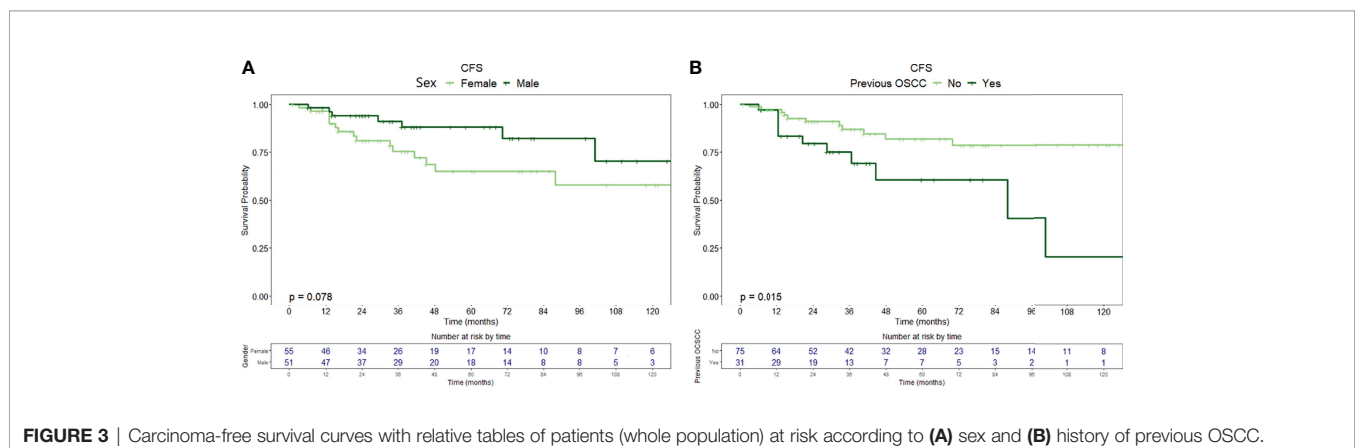 A
CFS
Sex Female Male
1.00
0.75
0.50
0.25
0.00
Survival Probability
p = 0.078
0 12 24 36 48 60 72 84 96 108 120
Time (months)
Number at risk by time
Gender
Female 55 46 34 26 19 17 14 10 8 7 6
Male 51 47 37 29 20 18 14 8 8 5 3
0 12 24 36 48 60 72 84 96 108 120
Time (months)
B
CFS
Previous OSCC No Yes
1.00
0.75
0.50
0.25
0.00
Survival Probability
p = 0.015
0 12 24 36 48 60 72 84 96 108 120
Time (months)
Number at risk by time
Previous OCSCC
No 75 64 52 42 32 28 23 15 14 11 8
Yes 31 29 19 13 7 7 5 3 2 1 1
0 12 24 36 48 60 72 84 96 108 120
Time (months)
FIGURE 3 | Carcinoma-free survival curves with relative tables of patients (whole population) at risk according to (A) sex and (B) history of previous OSCC.